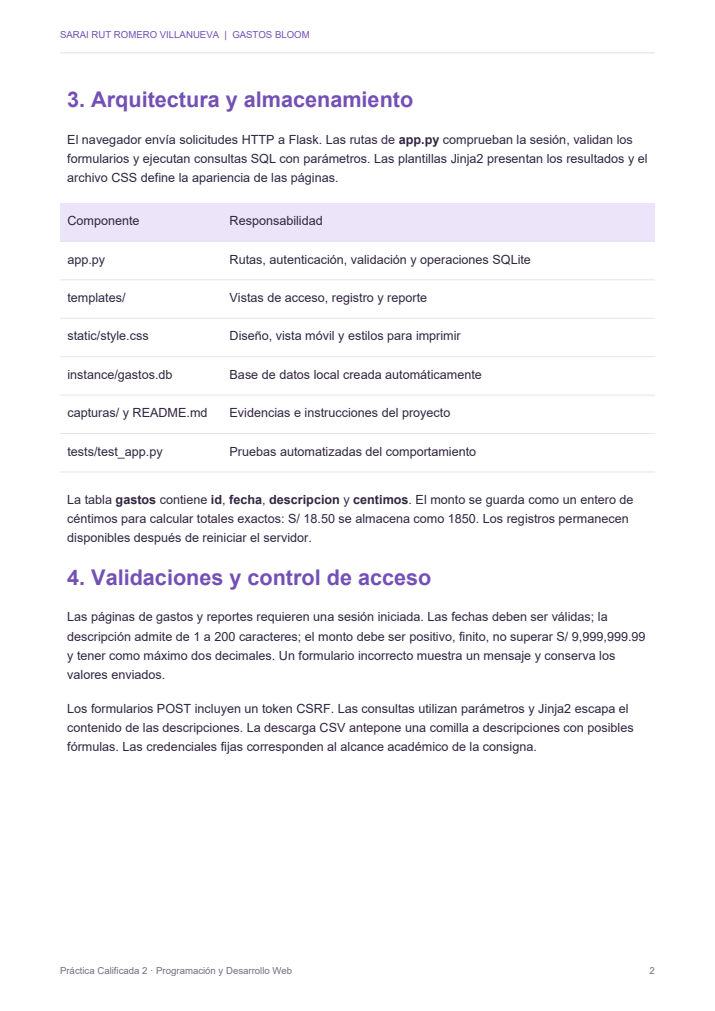 SARAI RUT ROMERO VILLANUEVA | GASTOS BLOOM
3. Arquitectura y almacenamiento
El navegador envía solicitudes HTTP a Flask. Las rutas de app.py comprueban la sesión, validan los
formularios y ejecutan consultas SQL con parámetros. Las plantillas Jinja2 presentan los resultados y el
archivo CSS define la apariencia de las páginas.
Componente Responsabilidad
app.py Rutas, autenticación, validación y operaciones SQLite
templates/ Vistas de acceso, registro y reporte
static/style.css Diseño, vista móvil y estilos para imprimir
instance/gastos.db Base de datos local creada automáticamente
capturas/ y README.md Evidencias e instrucciones del proyecto
tests/test_app.py Pruebas automatizadas del comportamiento
La tabla gastos contiene id, fecha, descripcion y centimos. El monto se guarda como un entero de
céntimos para calcular totales exactos: S/ 18.50 se almacena como 1850. Los registros permanecen
disponibles después de reiniciar el servidor.
4. Validaciones y control de acceso
Las páginas de gastos y reportes requieren una sesión iniciada. Las fechas deben ser válidas; la
descripción admite de 1 a 200 caracteres; el monto debe ser positivo, finito, no superar S/ 9,999,999.99
y tener como máximo dos decimales. Un formulario incorrecto muestra un mensaje y conserva los
valores enviados.
Los formularios POST incluyen un token CSRF. Las consultas utilizan parámetros y Jinja2 escapa el
contenido de las descripciones. La descarga CSV antepone una comilla a descripciones con posibles
fórmulas. Las credenciales fijas corresponden al alcance académico de la consigna.
Práctica Calificada 2 · Programación y Desarrollo Web 2